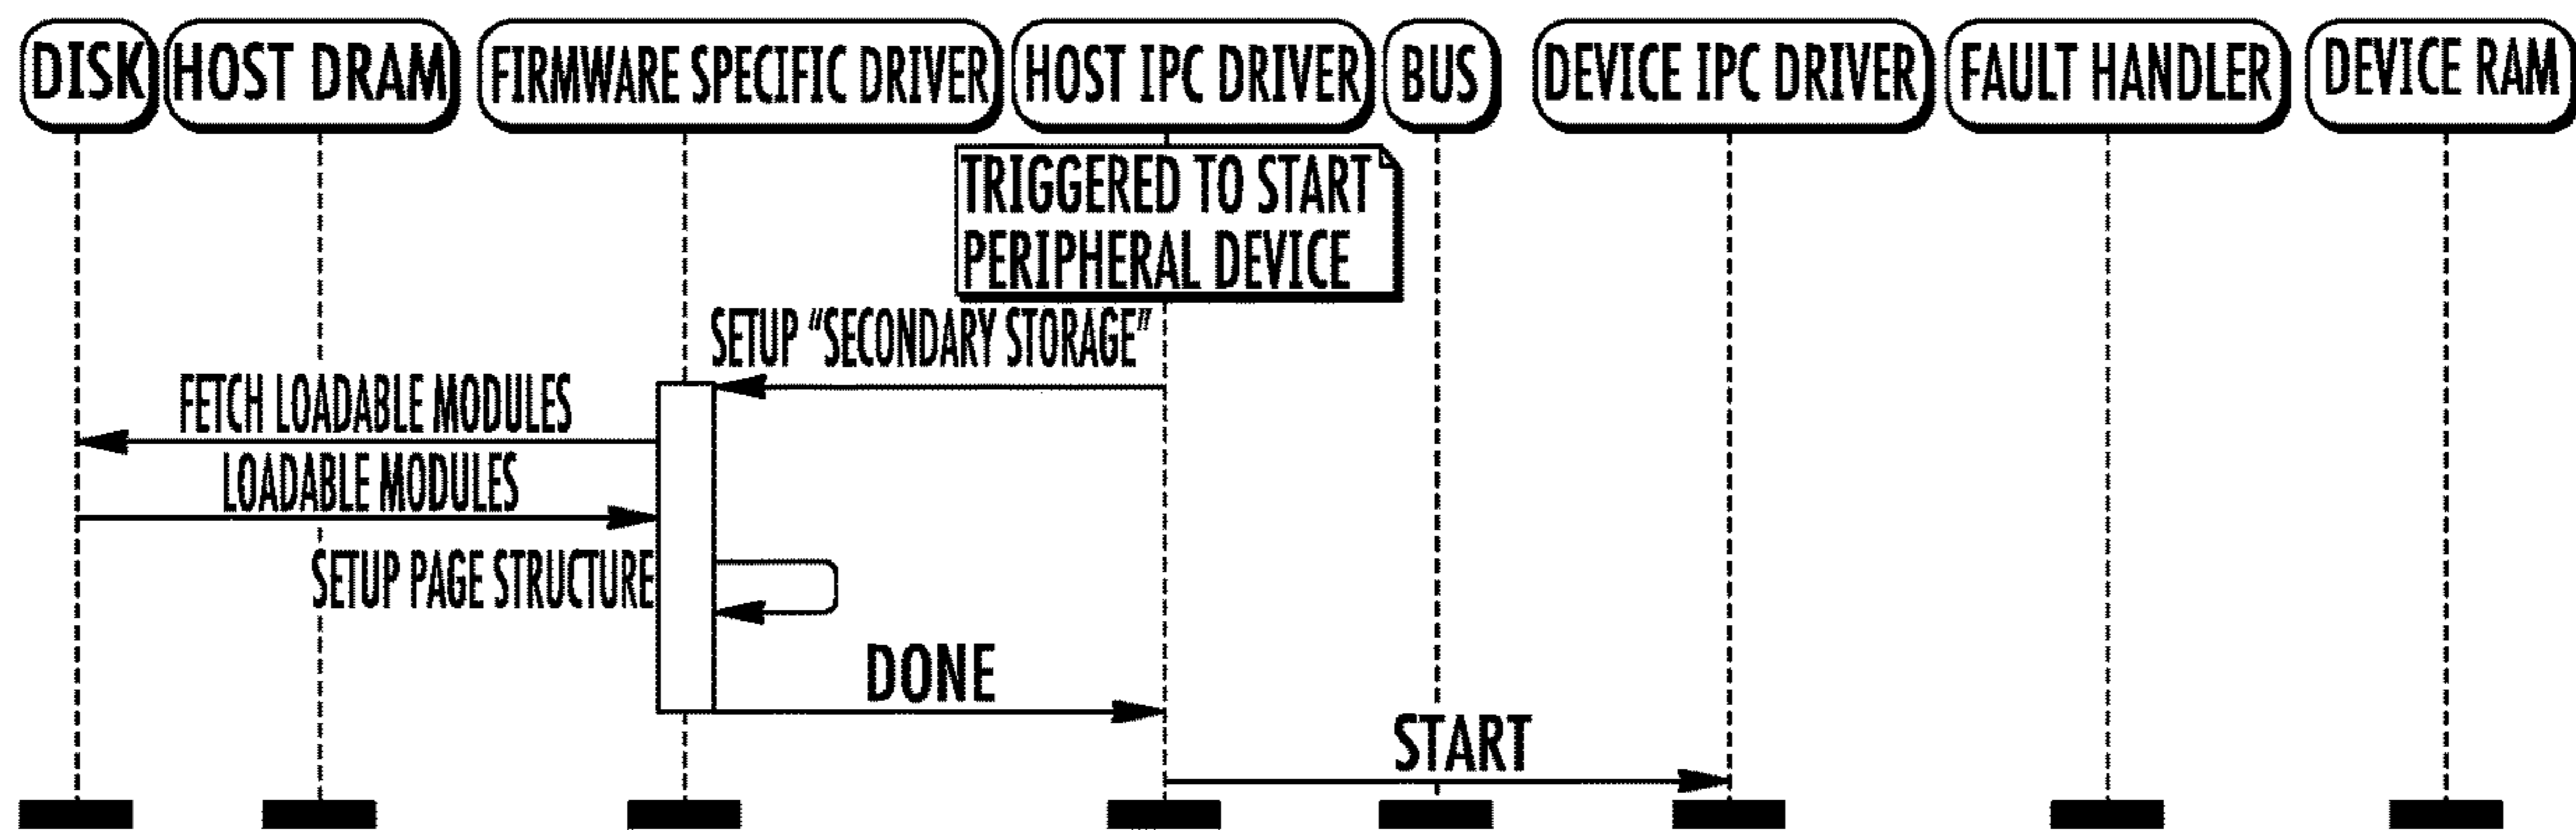 DISK
HOST DRAM
FIRMWARE SPECIFIC DRIVER
HOST IPC DRIVER
BUS
DEVICE IPC DRIVER
FAULT HANDLER
DEVICE RAM
TRIGGERED TO START
PERIPHERAL DEVICE
SETUP "SECONDARY STORAGE"
FETCH LOADABLE MODULES
LOADABLE MODULES
SETUP PAGE STRUCTURE
DONE
START